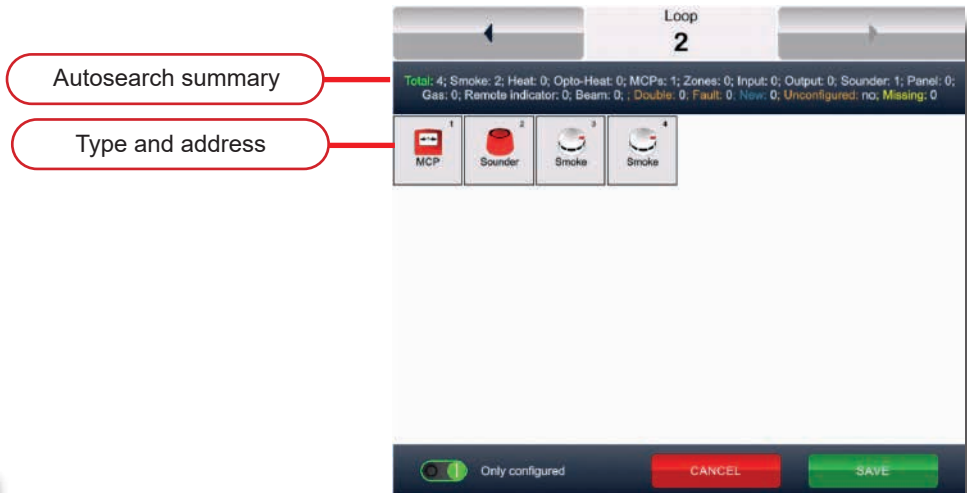 Loop
2
Autosearch summary
Total: 4; Smoke: 2; Heat: 0; Opto-Heat: 0; MCPs: 1; Zones: 0; Input: 0; Output: 0; Sounder: 1; Panel: 0;
Gas: 0; Remote indicator: 0; Beam: 0; ; Double: 0; Fault: 0; New: 0; Unconfigured: no; Missing: 0
Type and address
1 2 3 4
MCP Sounder Smoke Smoke
Only configured CANCEL SAVE